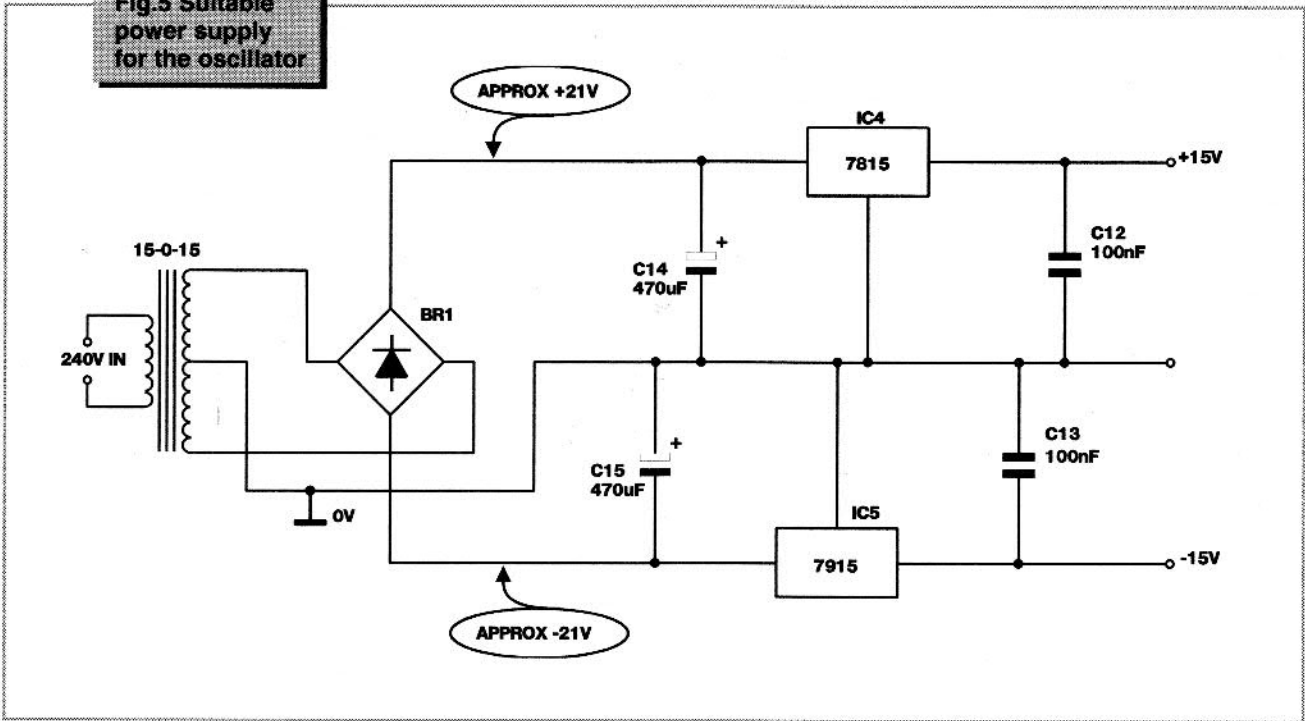 Fig.5 Suitable
power supply
for the oscillator
APPROX +21V
IC4
7815
+15V
15-0-15
C12
100nF
+
C14
470uF
BR1
240V IN
+
C15
470uF
C13
100nF
0V
IC5
7915
-15V
APPROX -21V